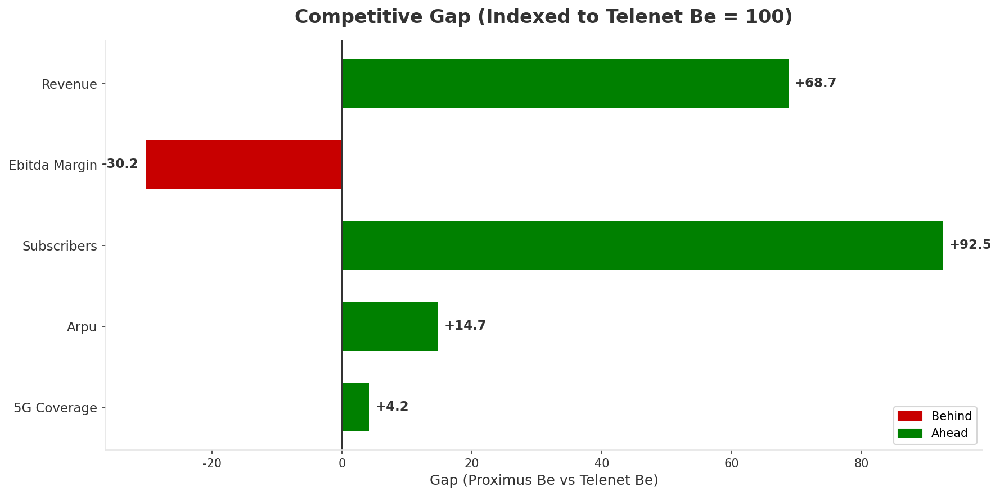 Competitive Gap (Indexed to Telenet Be = 100)
Revenue
+68.7
Ebitda Margin
-30.2
Subscribers
+92.5
Arpu
+14.7
5G Coverage
+4.2
Behind
Ahead
-20 0 20 40 60 80
Gap (Proximus Be vs Telenet Be)